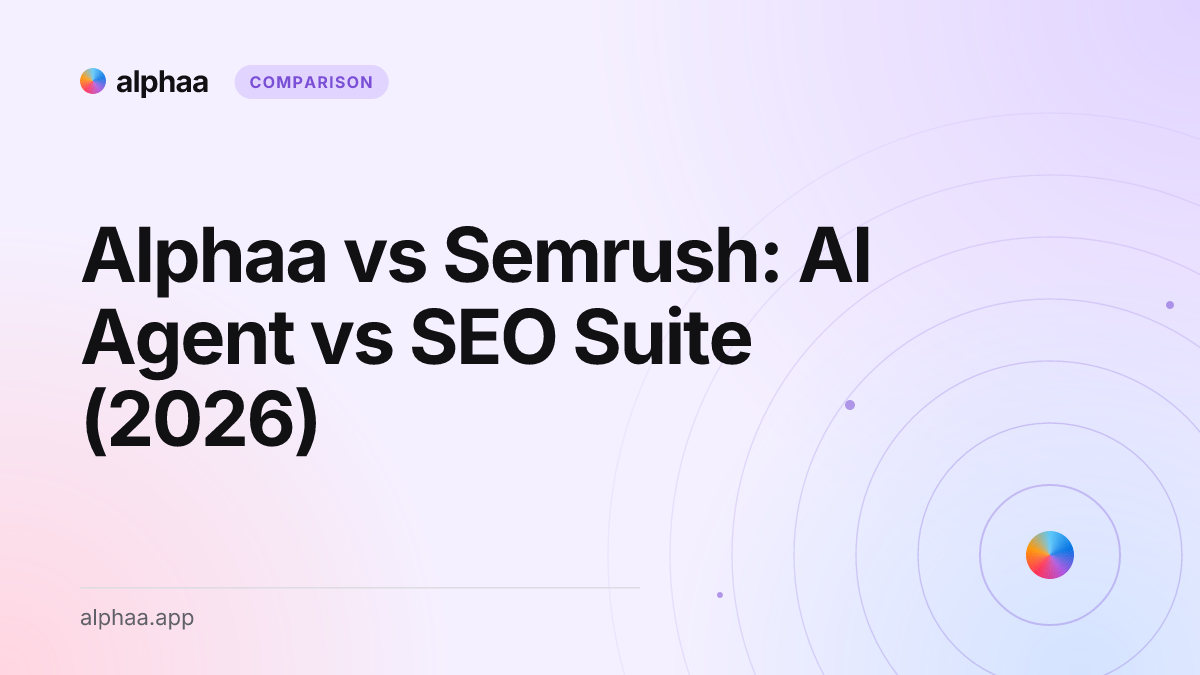 alphaa
COMPARISON
Alphaa vs Semrush: AI
Agent vs SEO Suite
(2026)
alphaa.app